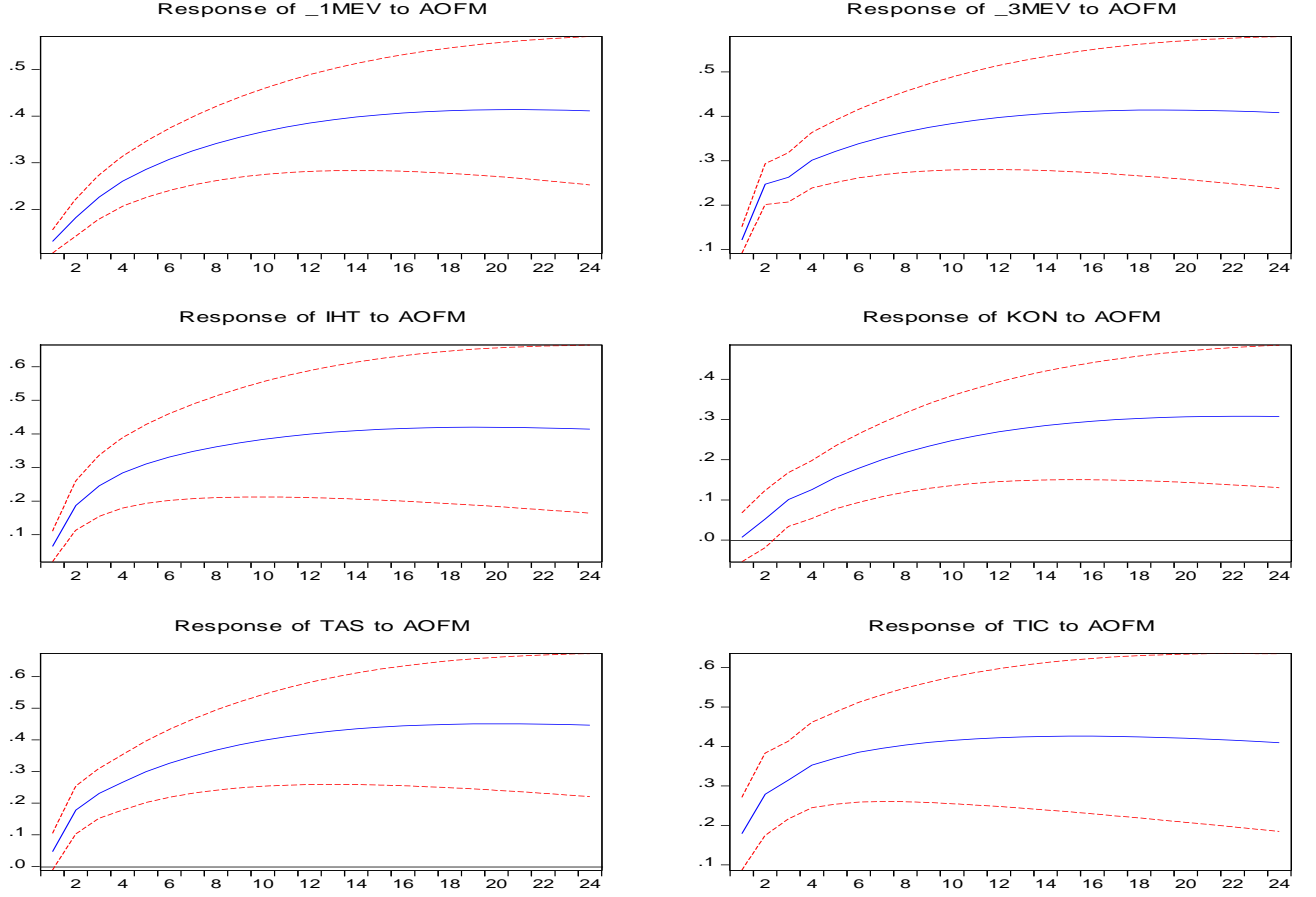 Response of _1MEV to AOFM
Response of _3MEV to AOFM
.5
.4
.3
.2
2 4 6 8 10 12 14 16 18 20 22 24
.5
.4
.3
.2
.1
2 4 6 8 10 12 14 16 18 20 22 24
Response of IHT to AOFM
Response of KON to AOFM
.6
.5
.4
.3
.2
.1
2 4 6 8 10 12 14 16 18 20 22 24
.4
.3
.2
.1
.0
2 4 6 8 10 12 14 16 18 20 22 24
Response of TAS to AOFM
Response of TIC to AOFM
.6
.5
.4
.3
.2
.1
.0
2 4 6 8 10 12 14 16 18 20 22 24
.6
.5
.4
.3
.2
.1
2 4 6 8 10 12 14 16 18 20 22 24